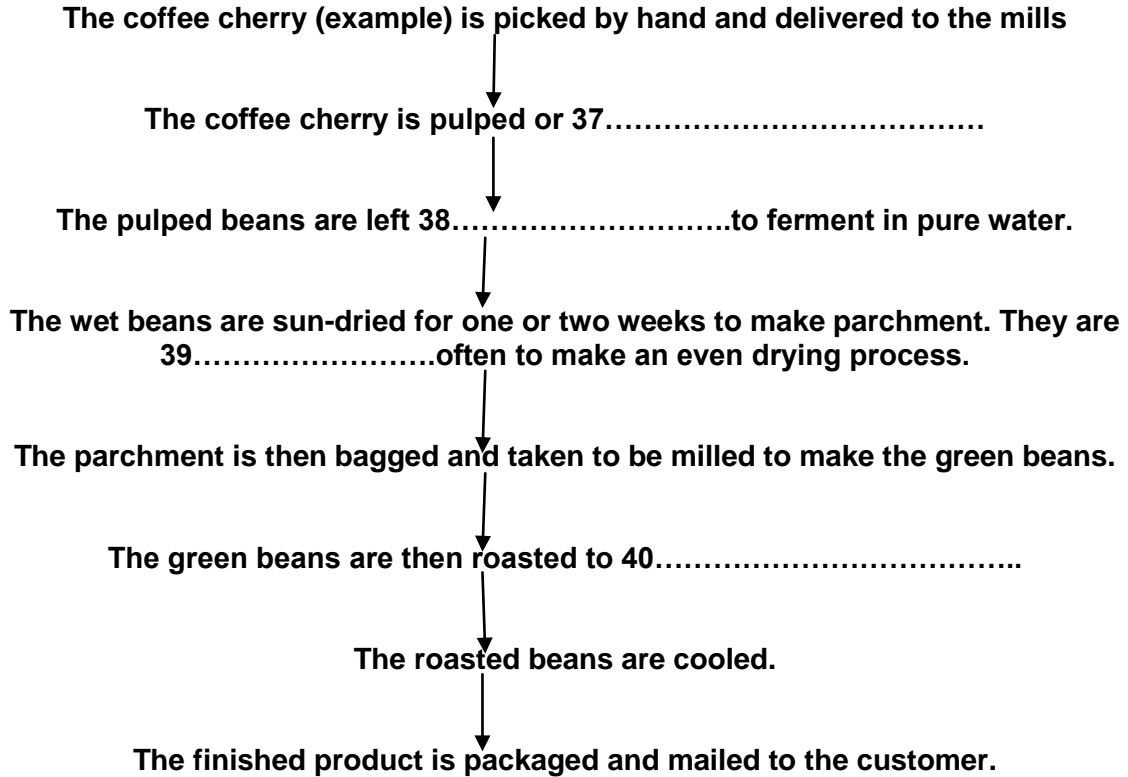 The coffee cherry (example) is picked by hand and delivered to the mills
The coffee cherry is pulped or 37…………………………………
The pulped beans are left 38……………………………..to ferment in pure water.
The wet beans are sun-dried for one or two weeks to make parchment. They are
39…………………….often to make an even drying process.
The parchment is then bagged and taken to be milled to make the green beans.
The green beans are then roasted to 40………………………………..
The roasted beans are cooled.
The finished product is packaged and mailed to the customer.